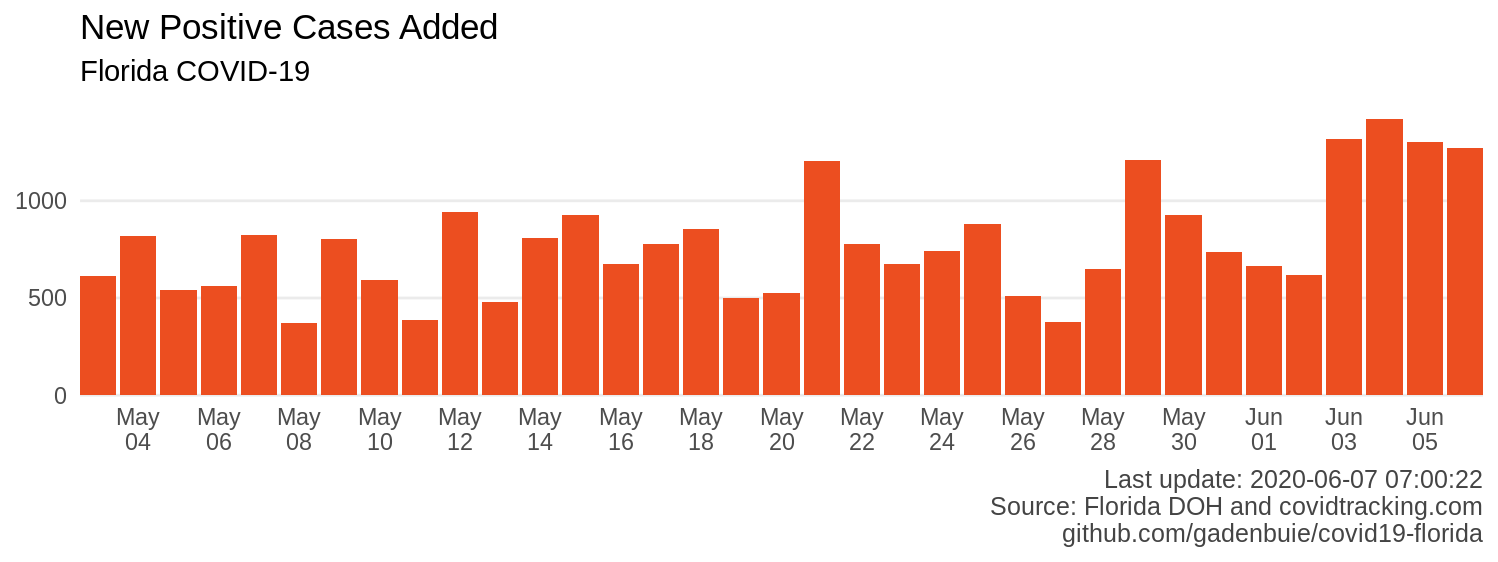 New Positive Cases Added
Florida COVID-19
1000
500
0
May 04
May 06
May 08
May 10
May 12
May 14
May 16
May 18
May 20
May 22
May 24
May 26
May 28
May 30
Jun 01
Jun 03
Jun 05
Last update: 2020-06-07 07:00:22
Source: Florida DOH and covidtracking.com
github.com/gadenbuie/covid19-florida